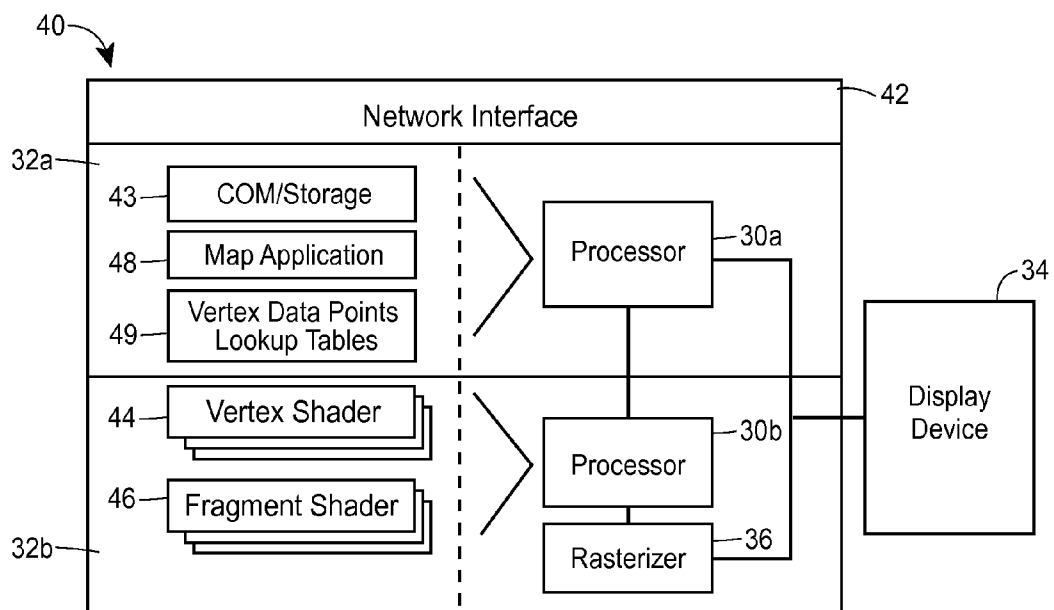 40
42
Network Interface
32a
43
COM/Storage
48
Map Application
49
Vertex Data Points
Lookup Tables
Processor
30a
34
Display
Device
44
Vertex Shader
46
Fragment Shader
32b
Processor
30b
Rasterizer
36